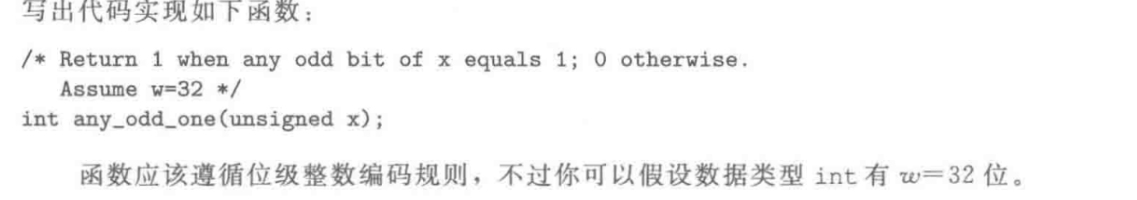 写出代码实现如下函数：
/* Return 1 when any odd bit of x equals 1; 0 otherwise.
Assume w=32 */
int any_odd_one(unsigned x);
函数应该遵循位级整数编码规则，不过你可以假设数据类型 int 有 w=32 位。